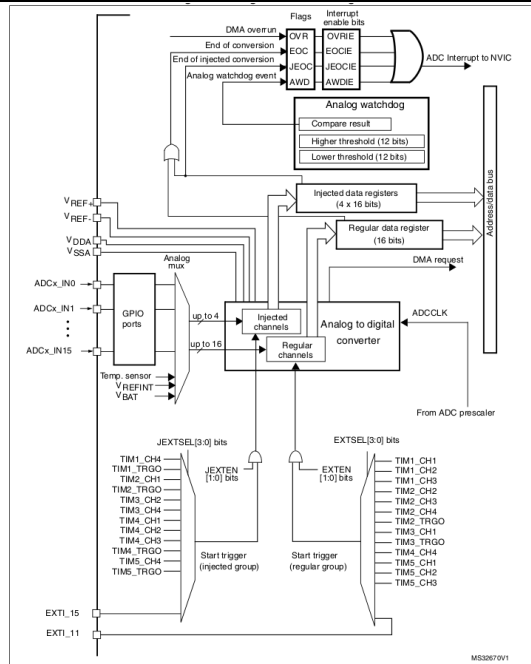 Flags
Interrupt
enable bits
DMA overrun
OVR
OVRIE
End of conversion
EOC
EOCIE
End of injected conversion
JEOC
JEOCIE
Analog watchdog event
AWD
AWDIE
ADC Interrupt to NVIC
Analog watchdog
Compare result
Higher threshold (12 bits)
Lower threshold (12 bits)
Address/data bus
Injected data registers
(4 x 16 bits)
Regular data register
(16 bits)
VREF+
VREF-
VDDA
VSSA
DMA request
Analog
mux
ADCx_IN0
ADCx_IN1
ADCx_IN15
GPIO
ports
up to 4
up to 16
Injected
channels
Regular
channels
Analog to digital
converter
ADCCLK
Temp. sensor
VREFINT
VBAT
From ADC prescaler
JEXTSEL[3:0] bits
EXTSEL[3:0] bits
TIM1_CH4
TIM1_TRGO
TIM2_CH1
TIM2_TRGO
TIM3_CH2
TIM3_CH4
TIM4_CH1
TIM4_CH2
TIM4_CH3
TIM4_TRGO
TIM5_CH4
TIM5_TRGO
JEXTEN
[1:0] bits
EXTEN
[1:0] bits
TIM1_CH1
TIM1_CH2
TIM1_CH3
TIM2_CH2
TIM2_CH3
TIM2_CH4
TIM2_TRGO
TIM3_CH1
TIM3_TRGO
TIM4_CH4
TIM5_CH1
TIM5_CH2
TIM5_CH3
Start trigger
(injected group)
Start trigger
(regular group)
EXTI_15
EXTI_11
MS32670V1